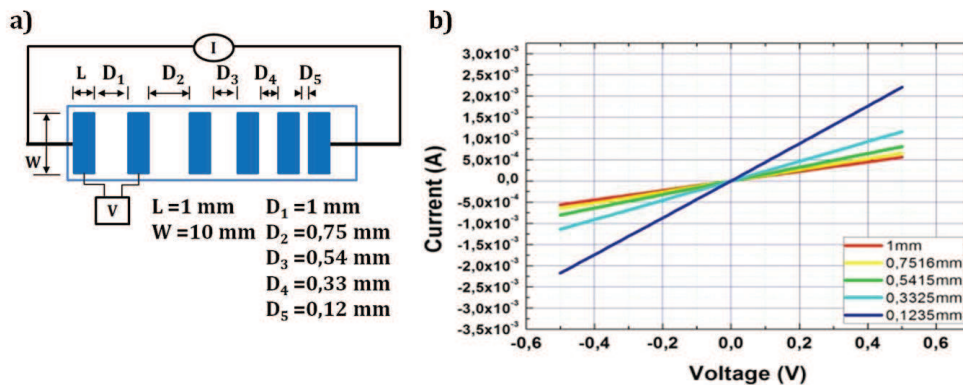 a)
I
L D₁ D₂ D₃ D₄ D₅
W
V
L =1 mm D₁ =1 mm
W =10 mm D₂ =0,75 mm
D₃ =0,54 mm
D₄ =0,33 mm
D₅ =0,12 mm
b)
Current (A)
3,0x10⁻³
2,5x10⁻³
2,0x10⁻³
1,5x10⁻³
1,0x10⁻³
5,0x10⁻⁴
0,0
-5,0x10⁻⁴
-1,0x10⁻³
-1,5x10⁻³
-2,0x10⁻³
-2,5x10⁻³
-3,0x10⁻³
-3,5x10⁻³
1mm
0,7516mm
0,5415mm
0,3325mm
0,1235mm
-0,6 -0,4 -0,2 0,0 0,2 0,4 0,6
Voltage (V)